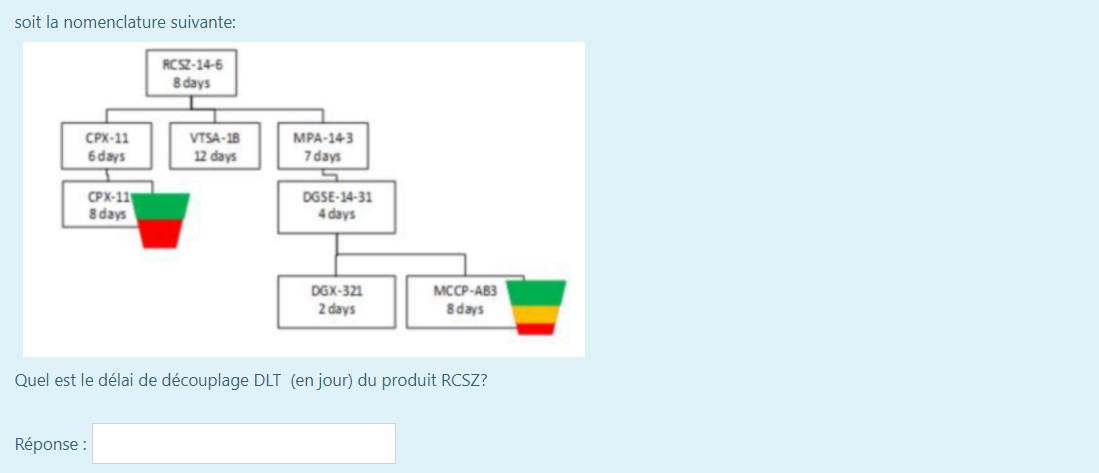 soit la nomenclature suivante:
RCSZ-14-6
8 days
CPX-11
6 days
VTSA-1B
12 days
MPA-14-3
7 days
CPX-11
8 days
DGSE-14-31
4 days
DGX-321
2 days
MCCP-AB3
8 days
Quel est le délai de découplage DLT (en jour) du produit RCSZ?
Réponse :